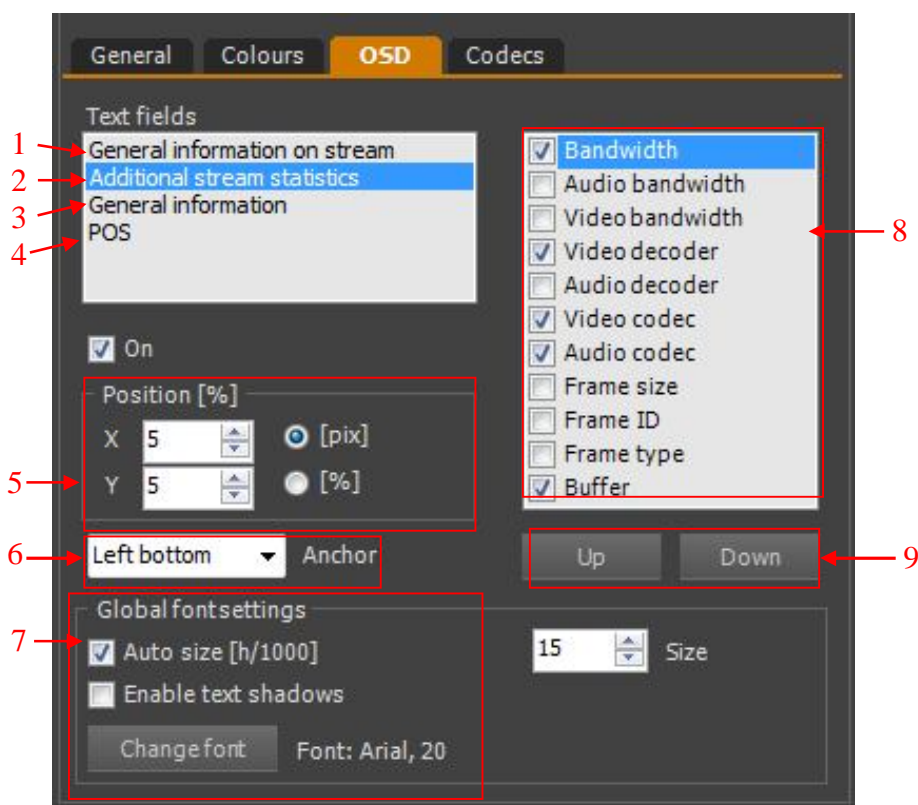 General Colours OSD Codecs
Text fields
1 General information on stream
2 Additional stream statistics
3 General information
4 POS
Bandwidth
Audio bandwidth
Video bandwidth
Video decoder
Audio decoder
Video codec
Audio codec
Frame size
Frame ID
Frame type
Buffer
8
On
Position [%]
X 5 [pix]
5 Y 5 [%]
6 Left bottom Anchor
Up Down 9
Global font settings
7 Auto size [h/1000]
15 Size
Enable text shadows
Change font Font: Arial, 20